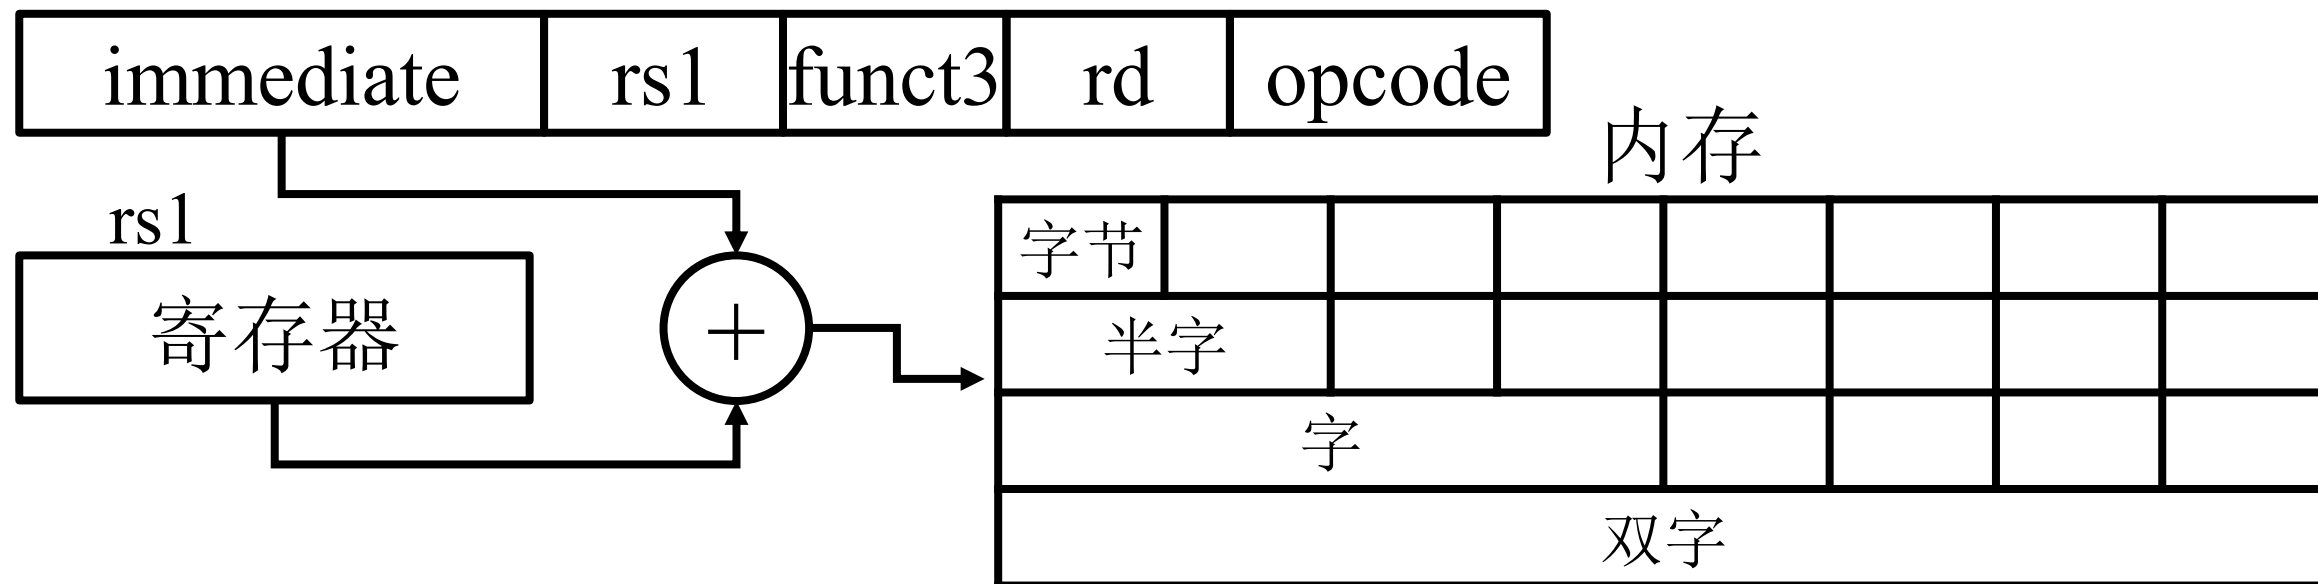 immediate rs1 funct3 rd opcode
内存
rs1
字节
寄存器
+
半字
字
双字